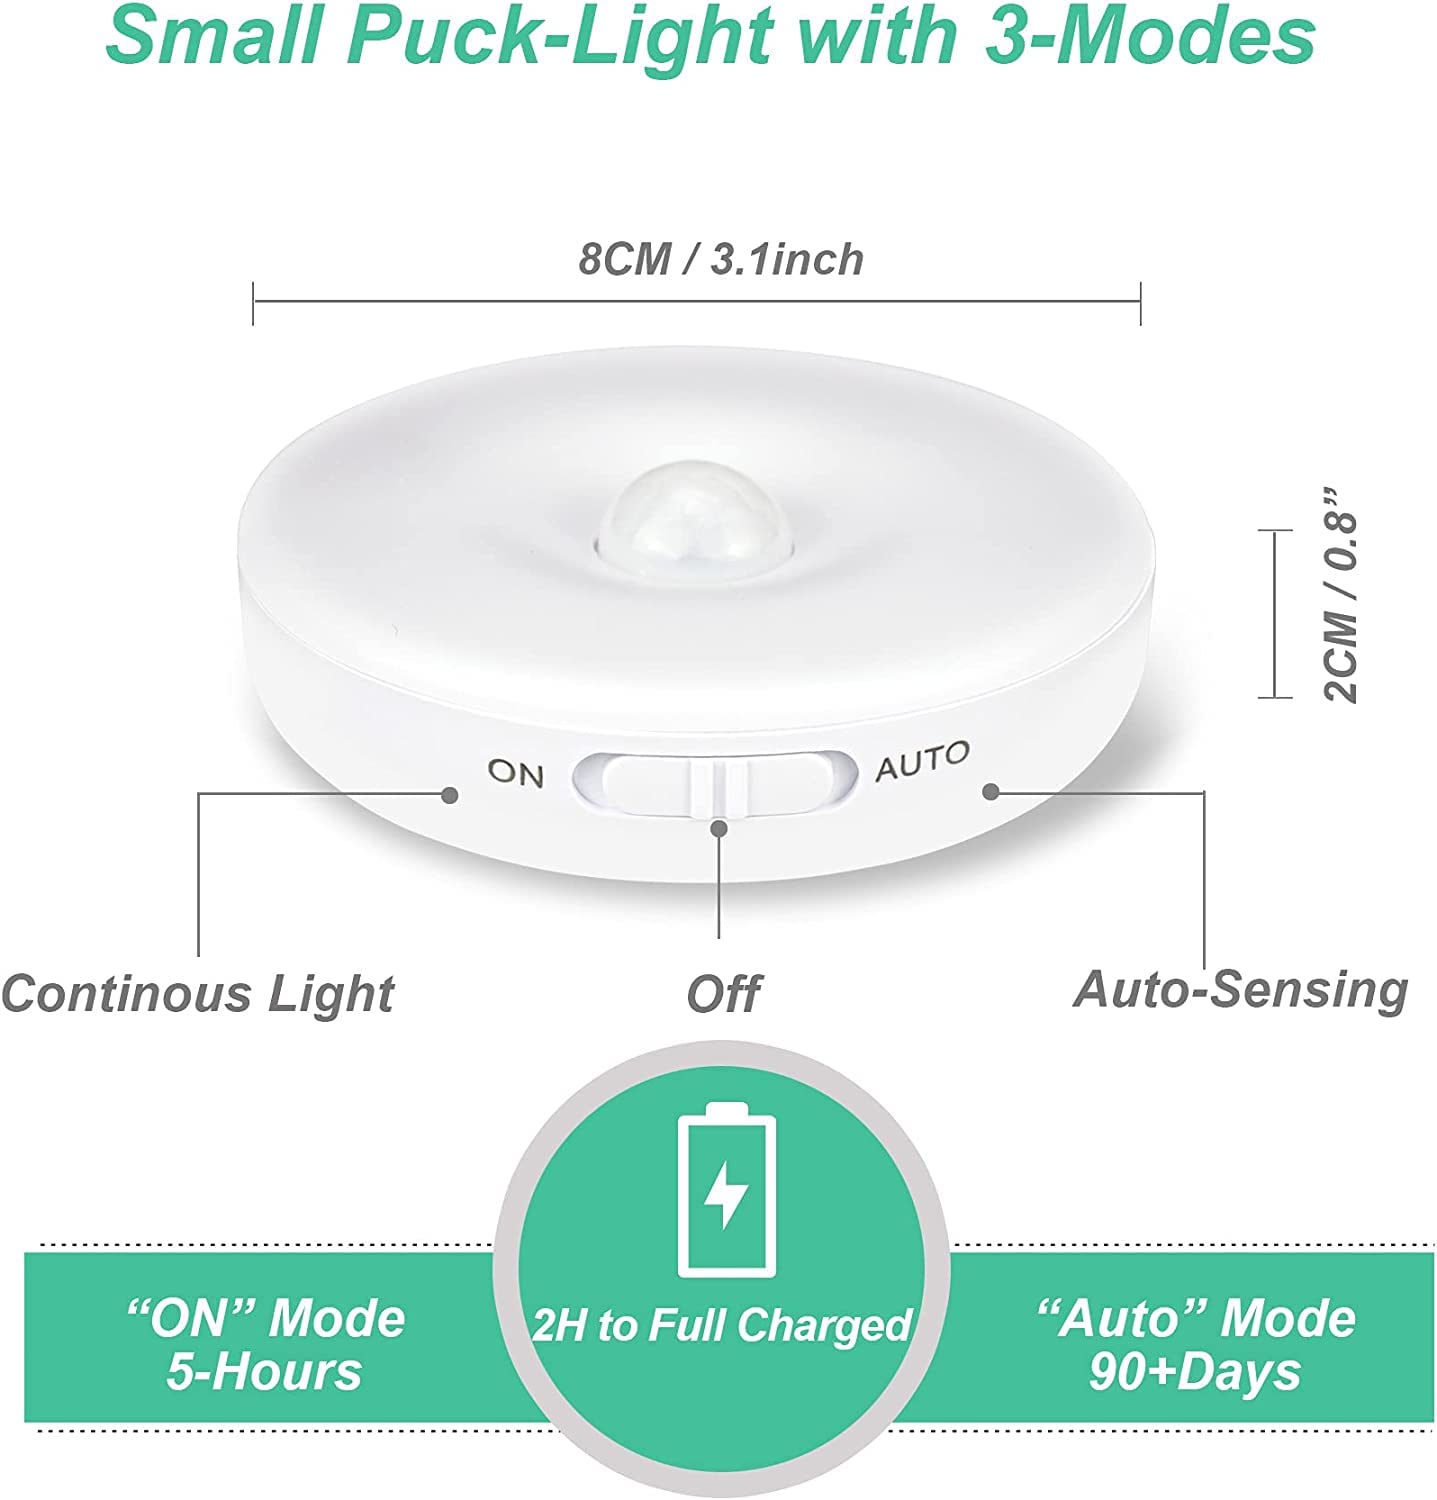 Small Puck-Light with 3-Modes
8CM / 3.1inch
2CM / 0.8”
ON
AUTO
Continous Light
Off
Auto-Sensing
2H to Full Charged
“ON” Mode
5-Hours
“Auto” Mode
90+Days